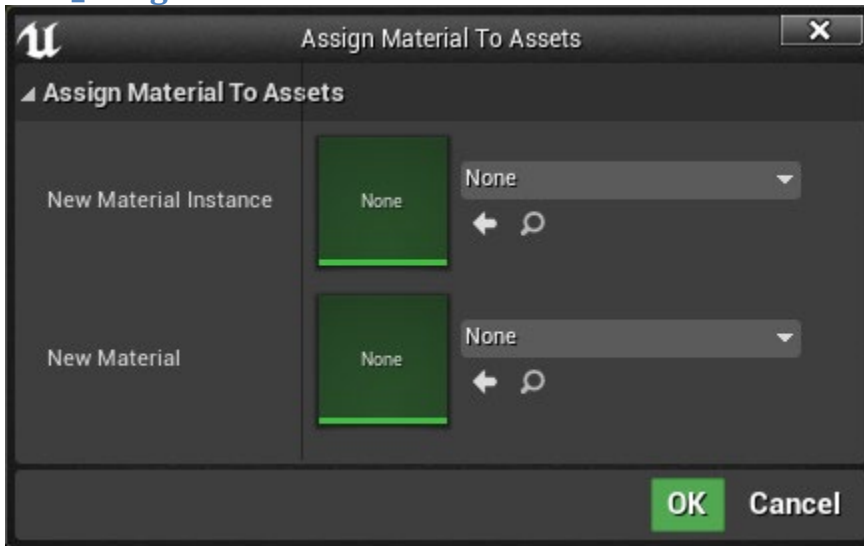 Assign Material To Assets
Assign Material To Assets
New Material Instance
None
None
New Material
None
None
OK
Cancel